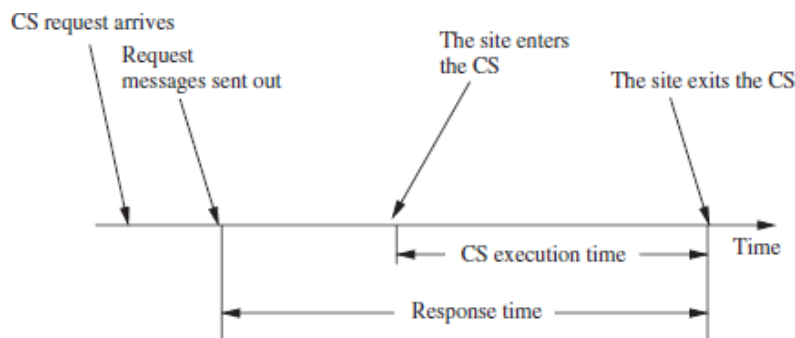 CS request arrives
Request
messages sent out
The site enters
the CS
The site exits the CS
Time
CS execution time
Response time